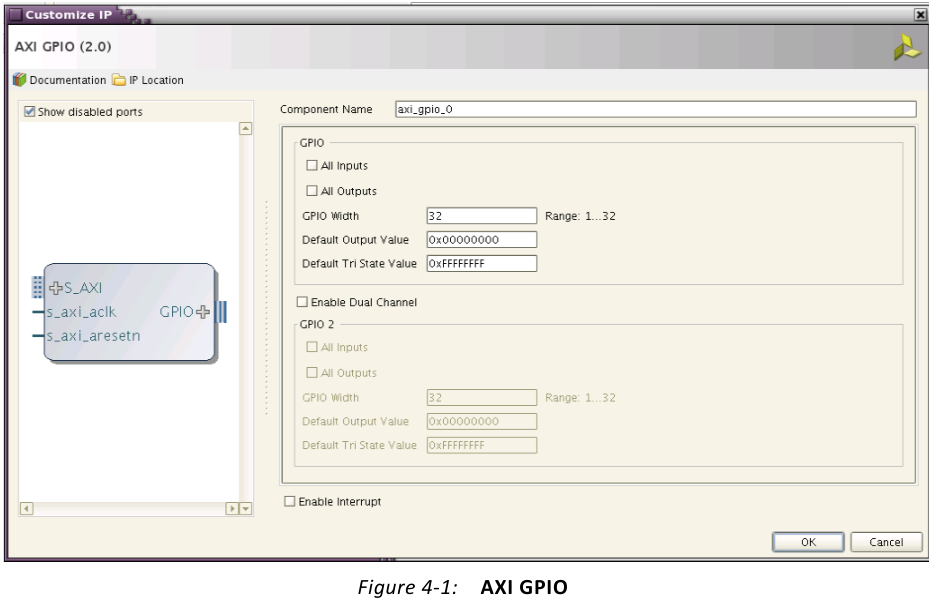 Customize IP
AXI GPIO (2.0)
Documentation IP Location
Show disabled ports
S_AXI
s_axi_aclk GPIO
s_axi_aresetn
Component Name axi_gpio_0
GPIO
All Inputs
All Outputs
GPIO Width 32 Range: 1...32
Default Output Value 0x00000000
Default Tri State Value 0xFFFFFFFF
Enable Dual Channel
GPIO 2
All Inputs
All Outputs
GPIO Width 32 Range: 1...32
Default Output Value 0x00000000
Default Tri State Value 0xFFFFFFFF
Enable Interrupt
OK Cancel
Figure 4-1: AXI GPIO